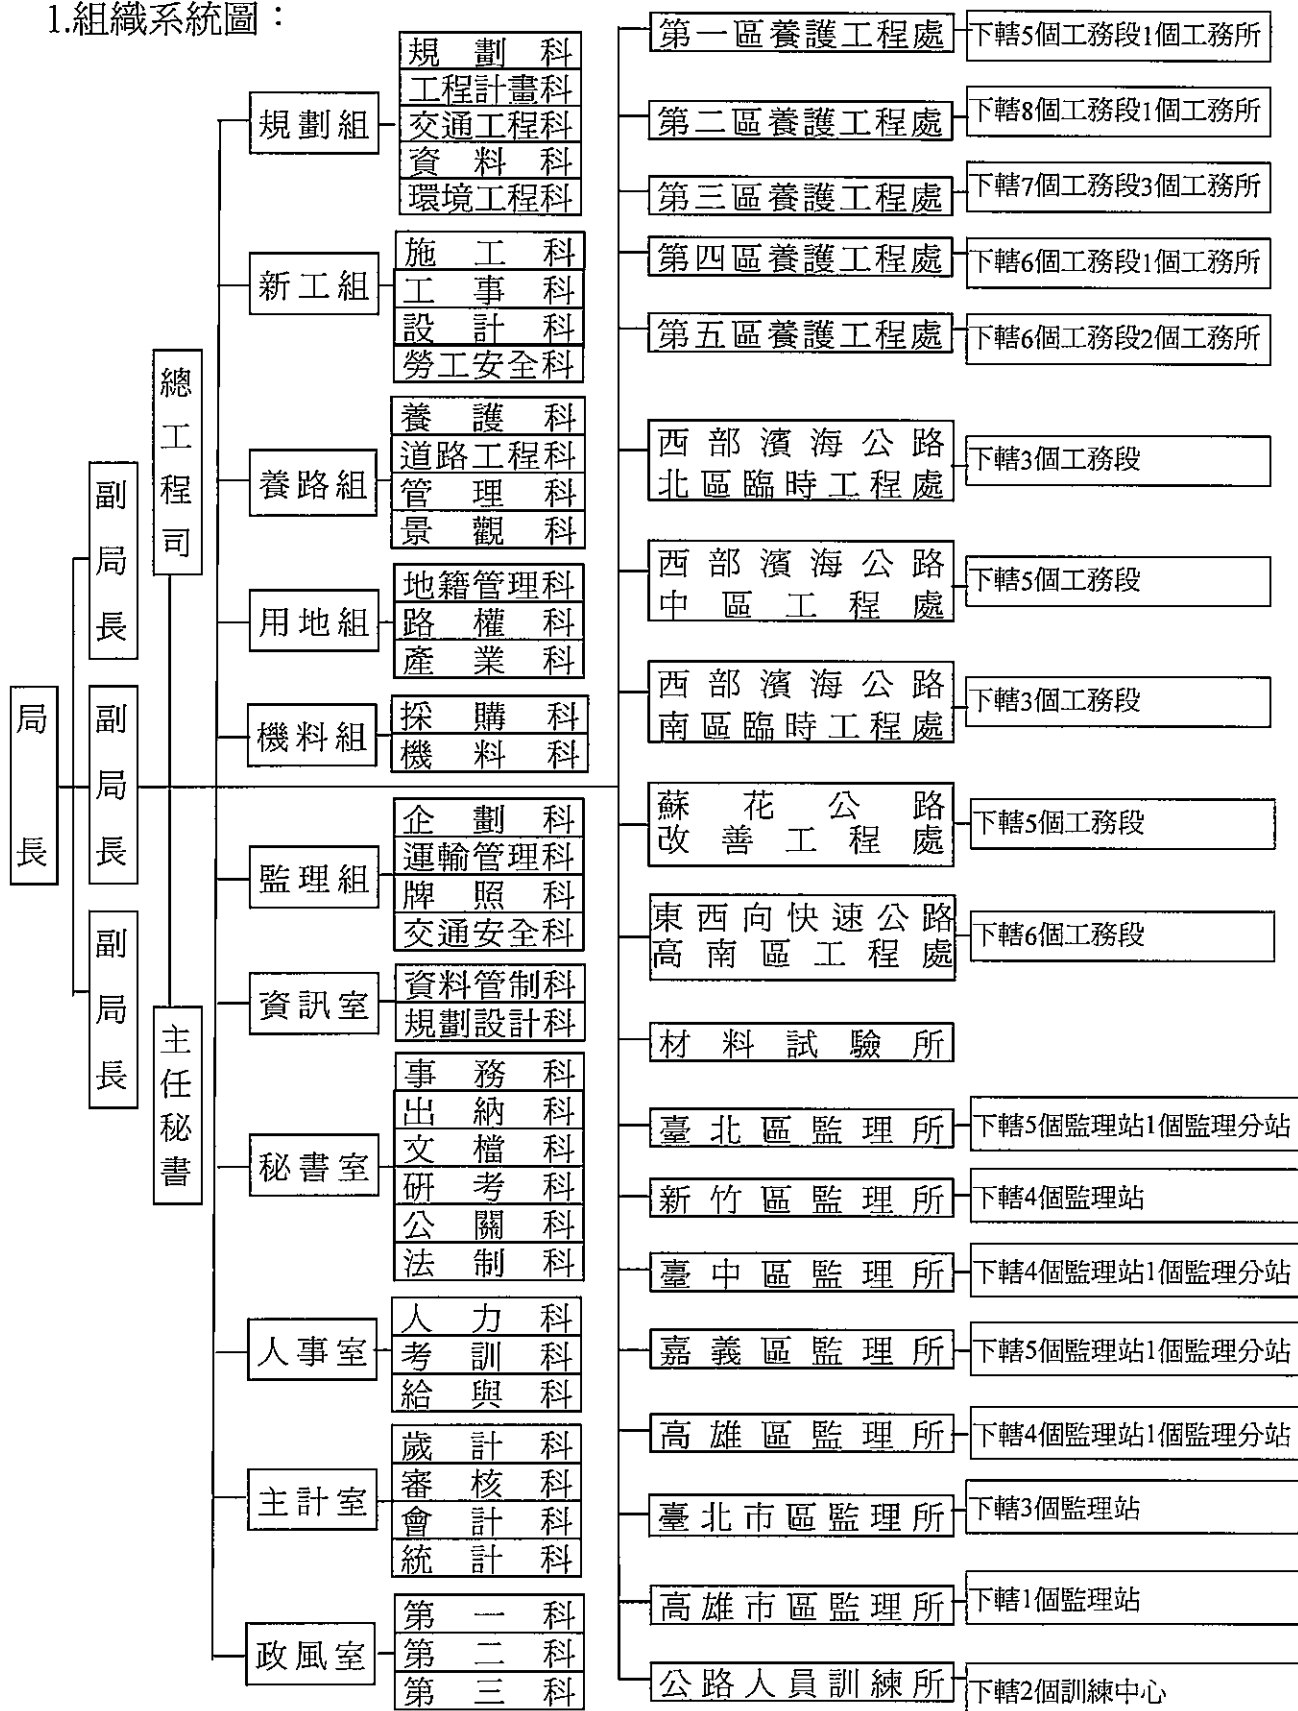 1.組織系統圖：
局長
副局長
副局長
副局長
總工程司
主任秘書
規劃組
規劃科
工程計畫科
交通工程科
資料科
環境工程科
新工組
施工科
工事科
設計科
勞工安全科
養路組
養護科
道路工程科
管理科
景觀科
用地組
地籍管理科
路權科
產業科
機料組
採購科
機料科
監理組
企劃科
運輸管理科
牌照科
交通安全科
資訊室
資料管制科
規劃設計科
秘書室
事務科
出納科
文檔科
研考科
公關科
法制科
人事室
人力科
考訓科
給與科
主計室
歲計科
審核科
會計科
統計科
政風室
第一科
第二科
第三科
第一區養護工程處
下轄5個工務段1個工務所
第二區養護工程處
下轄8個工務段1個工務所
第三區養護工程處
下轄7個工務段3個工務所
第四區養護工程處
下轄6個工務段1個工務所
第五區養護工程處
下轄6個工務段2個工務所
西部濱海公路
北區臨時工程處
下轄3個工務段
西部濱海公路
中區工程處
下轄5個工務段
西部濱海公路
南區臨時工程處
下轄3個工務段
蘇花公路
改善工程處
下轄5個工務段
東西向快速公路
高南區工程處
下轄6個工務段
材料試驗所
臺北區監理所
下轄5個監理站1個監理分站
新竹區監理所
下轄4個監理站
臺中區監理所
下轄4個監理站1個監理分站
嘉義區監理所
下轄5個監理站1個監理分站
高雄區監理所
下轄4個監理站1個監理分站
臺北市區監理所
下轄3個監理站
高雄市區監理所
下轄1個監理站
公路人員訓練所
下轄2個訓練中心